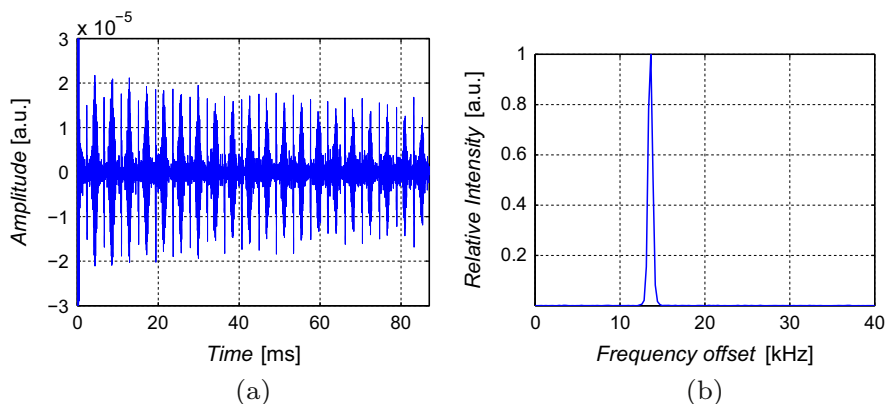 x 10⁻⁵
3
2
1
0
−1
−2
−3
0 20 40 60 80
Amplitude [a.u.]
Time [ms]
(a)
1
0.8
0.6
0.4
0.2
0 10 20 30 40
Relative Intensity [a.u.]
Frequency offset [kHz]
(b)